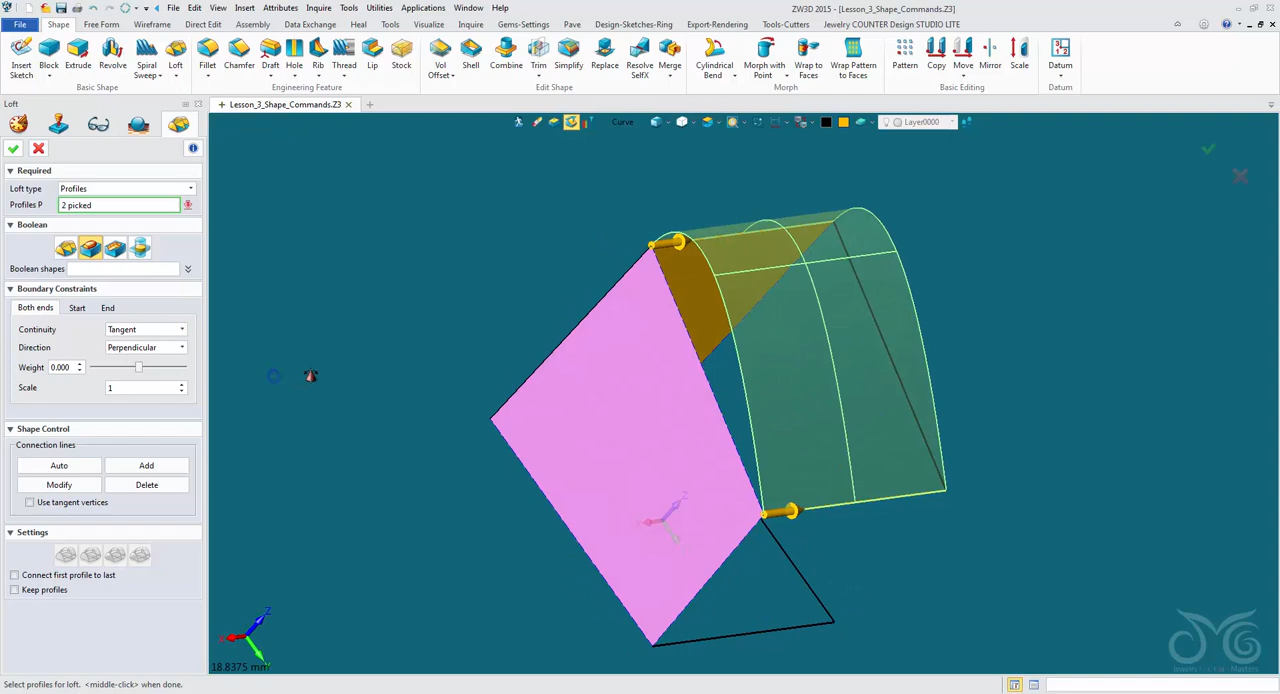 File Edit View Insert Attributes Inquire Tools Utilities Applications Window Help
ZW3D 2015 - [Lesson_3_Shape_Commands.Z3]
File Shape Free Form Wireframe Direct Edit Assembly Data Exchange Heal Tools Visualize Inquire Gems-Settings Pave Design-Sketches-Ring Export-Rendering Tools-Cutters Jewelry COUNTER Design STUDIO LITE
Insert Sketch Block Extrude Revolve Spiral Sweep Loft Fillet Chamfer Draft Hole Rib Thread Lip Stock Vol Offset Shell Combine Trim Simplify Replace Resolve SelfX Merge Cylindrical Bend Morph with Point Wrap to Faces Wrap Pattern to Faces Pattern Copy Move Mirror Scale Datum
Basic Shape Engineering Feature Edit Shape Morph Basic Editing Datum
Loft
Lesson_3_Shape_Commands.Z3
Curve
Layer0000
Required
Loft type Profiles
Profiles P 2 picked
Boolean
Boolean shapes
Boundary Constraints
Both ends Start End
Continuity Tangent
Direction Perpendicular
Weight 0.000
Scale 1
Shape Control
Connection lines
Auto Add
Modify Delete
Use tangent vertices
Settings
Connect first profile to last
Keep profiles
Z
X
Z
X
Y
18.8375 mm
Select profiles for loft. <middle-click> when done.